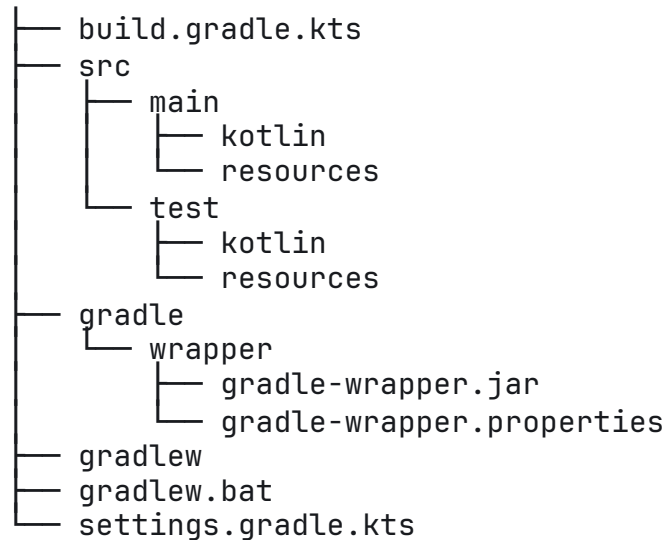 build.gradle.kts
src
main
kotlin
resources
test
kotlin
resources
gradle
wrapper
gradle-wrapper.jar
gradle-wrapper.properties
gradlew
gradlew.bat
settings.gradle.kts